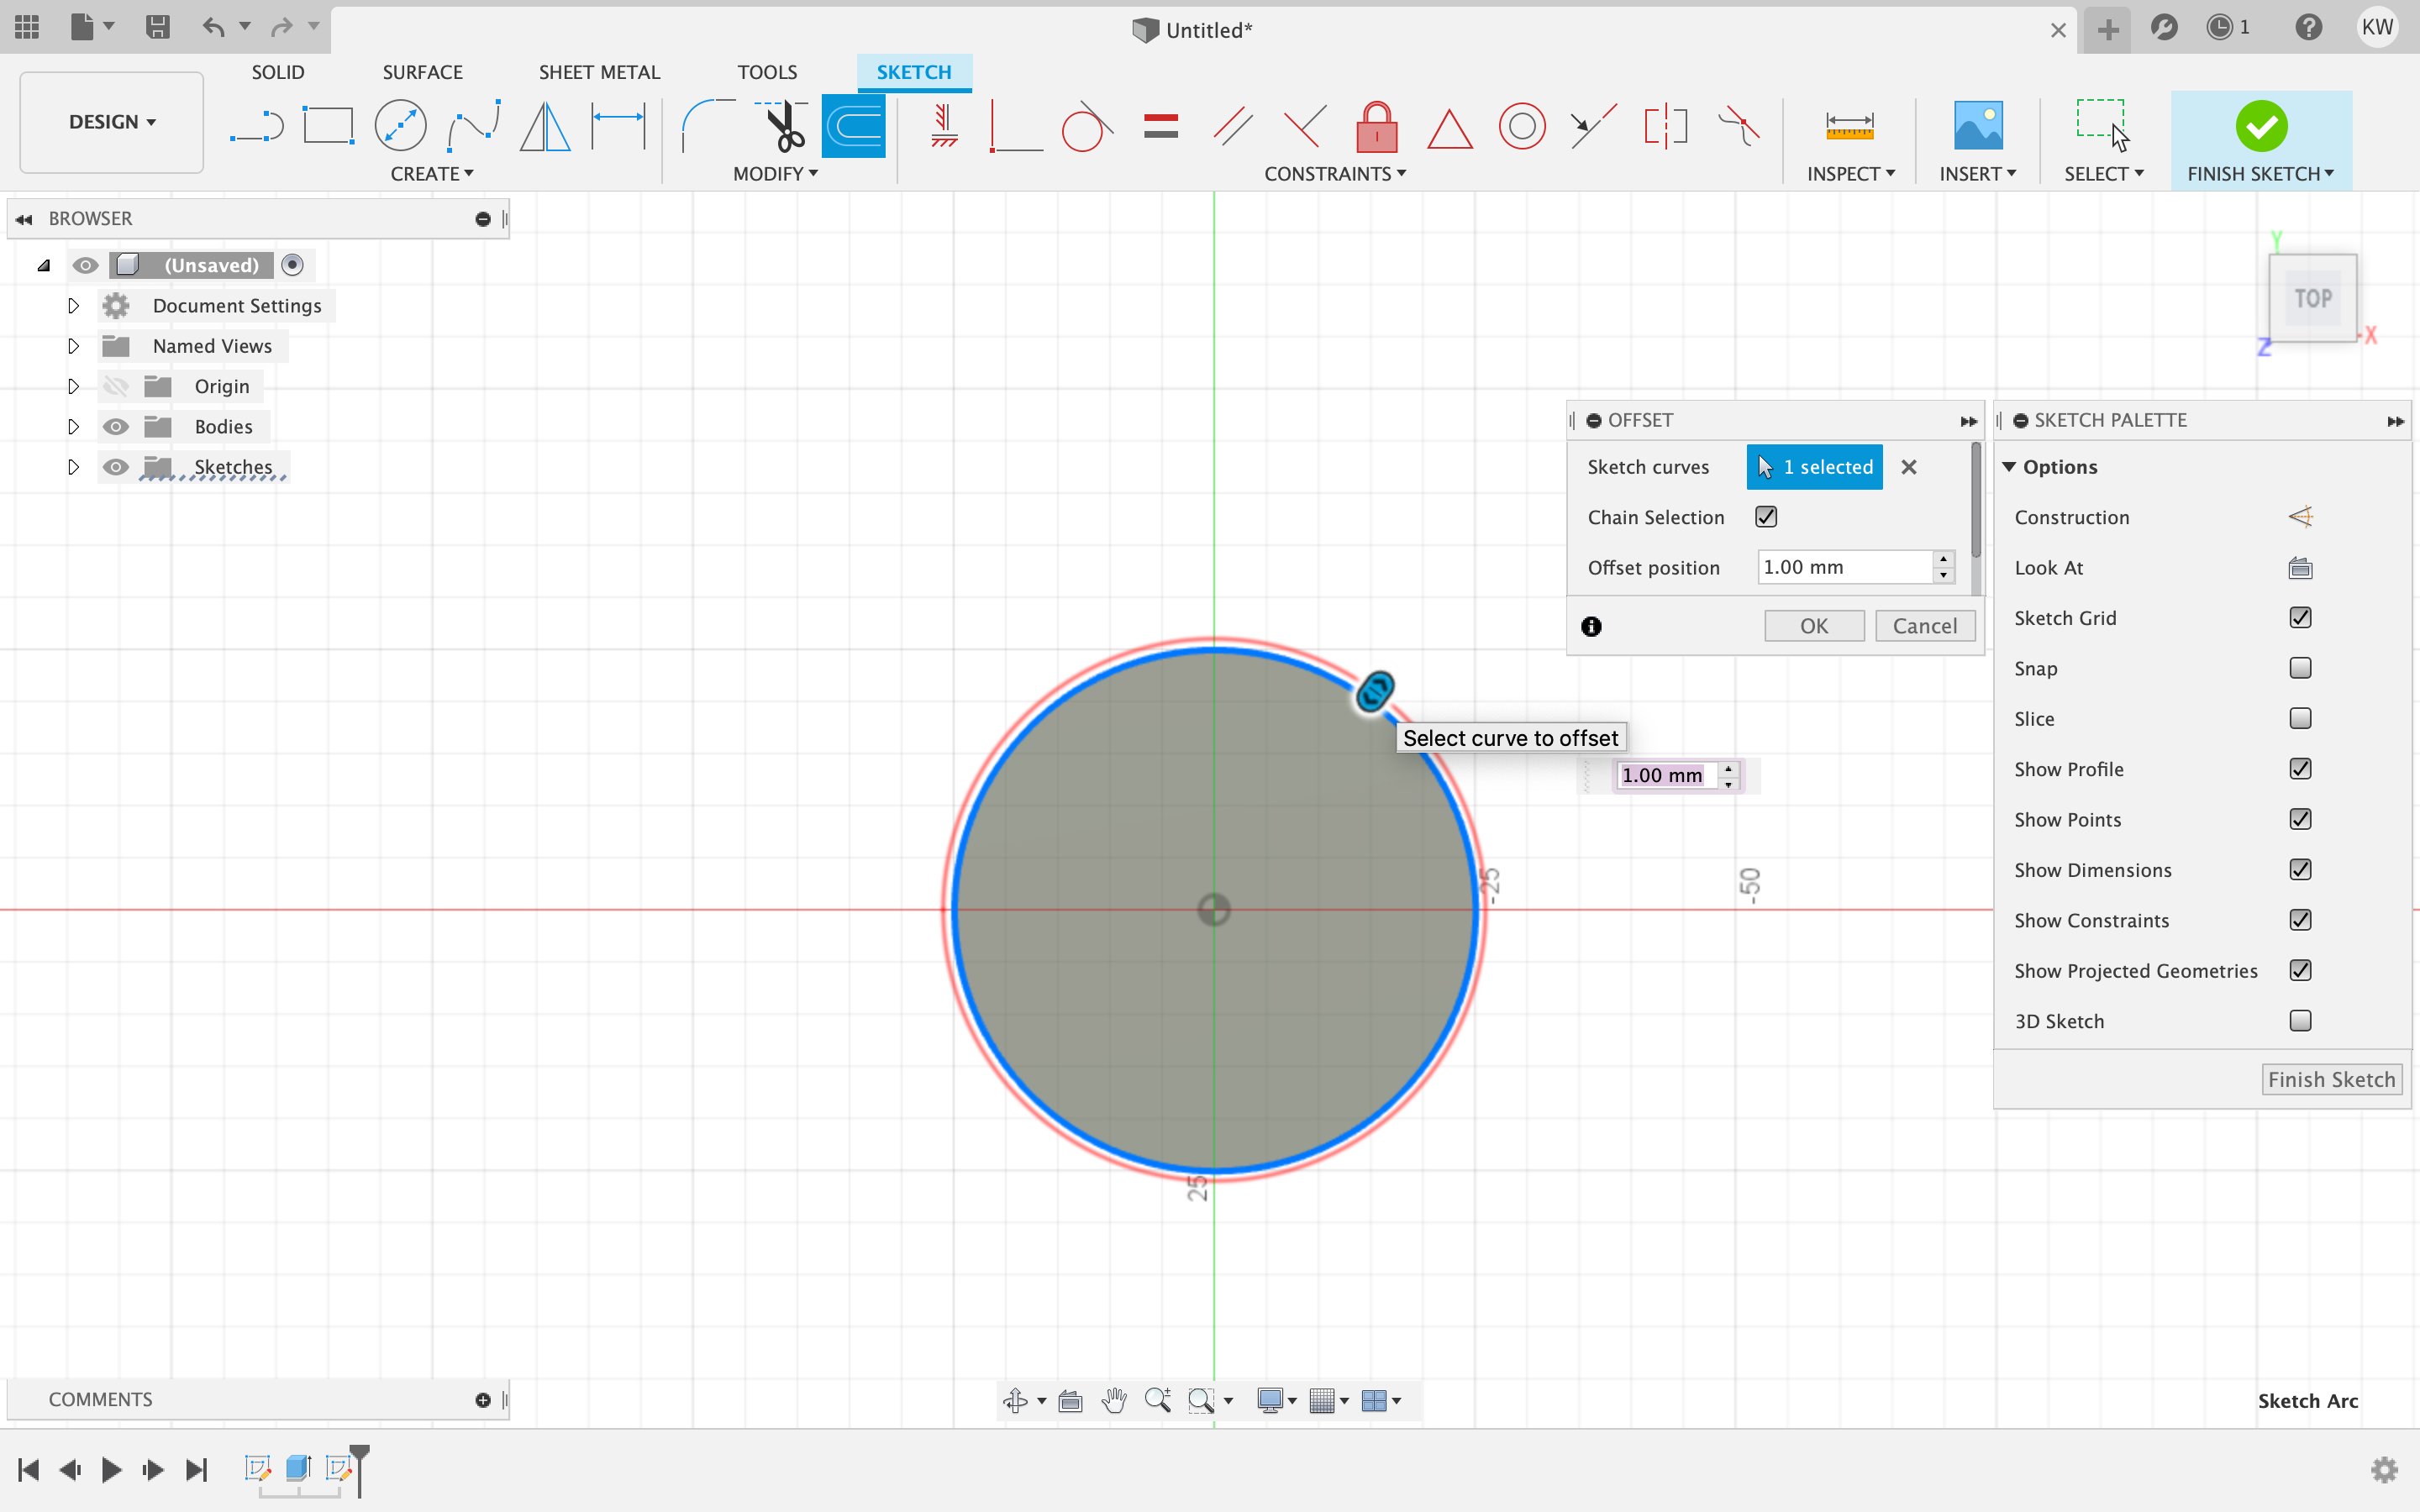 Untitled*
1
KW
SOLID
SURFACE
SHEET METAL
TOOLS
SKETCH
DESIGN
CREATE
MODIFY
CONSTRAINTS
INSPECT
INSERT
SELECT
FINISH SKETCH
BROWSER
(Unsaved)
Document Settings
Named Views
Origin
Bodies
Sketches
Y
TOP
X
Z
OFFSET
Sketch curves
1 selected
Chain Selection
Offset position
1.00 mm
OK
Cancel
SKETCH PALETTE
Options
Construction
Look At
Sketch Grid
Snap
Slice
Show Profile
Show Points
Show Dimensions
Show Constraints
Show Projected Geometries
3D Sketch
Finish Sketch
Select curve to offset
1.00 mm
-25
-50
25
COMMENTS
Sketch Arc